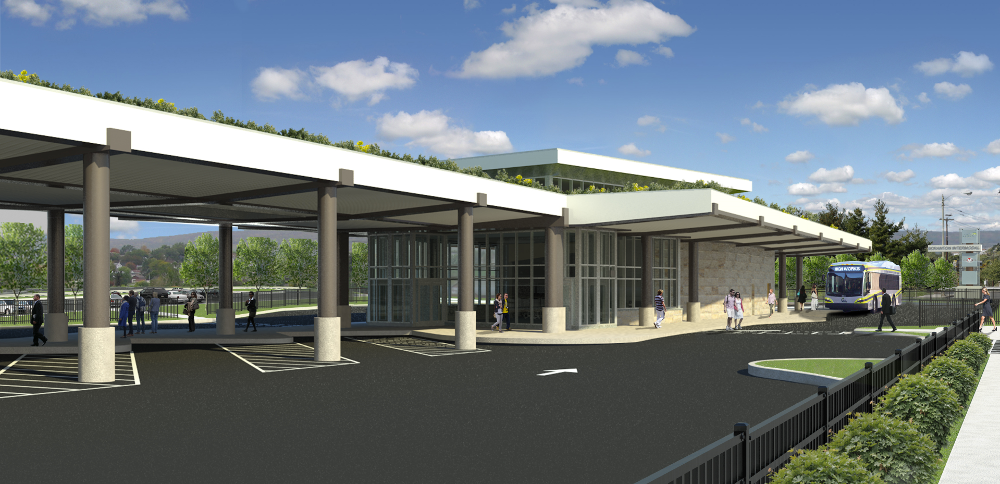 HIGH WORKS
SCRANTON INTERMODAL